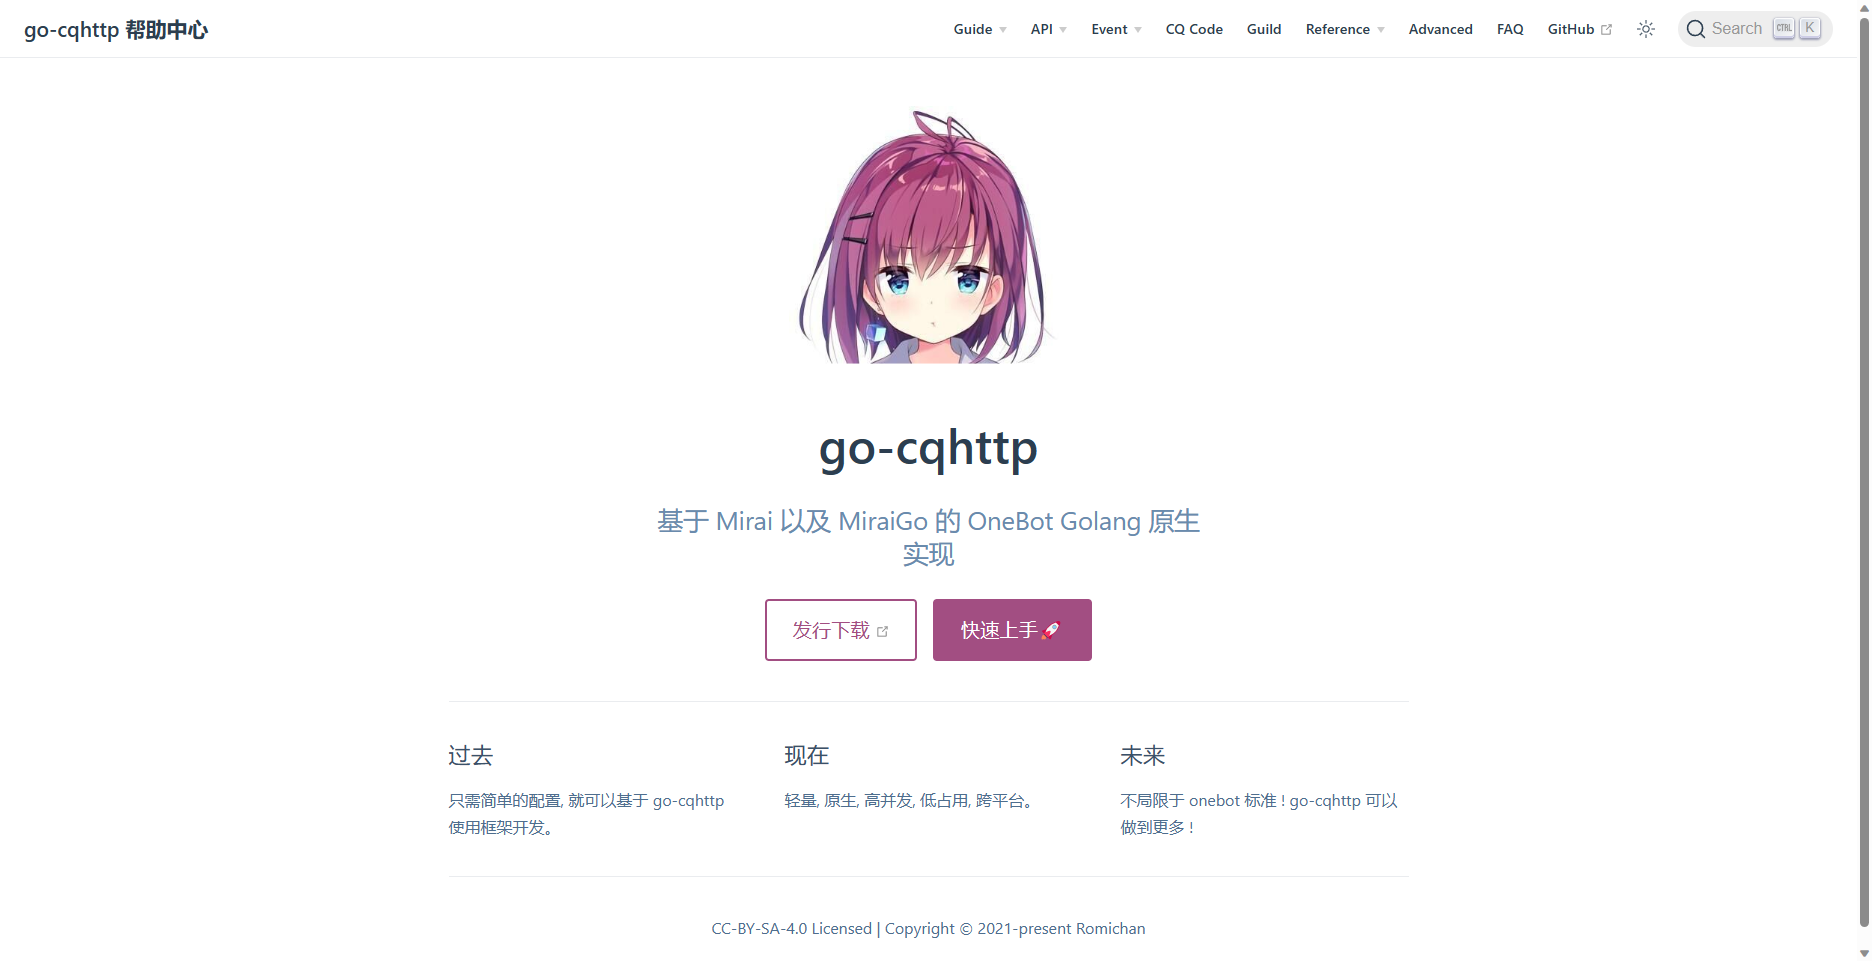 go-cqhttp 帮助中心
Guide API Event CQ Code Guild Reference Advanced FAQ GitHub Search CTRL K
go-cqhttp
基于 Mirai 以及 MiraiGo 的 OneBot Golang 原生
实现
发行下载 快速上手🚀
过去 现在 未来
只需简单的配置, 就可以基于 go-cqhttp 轻量, 原生, 高并发, 低占用, 跨平台。 不局限于 onebot 标准！go-cqhttp 可以
使用框架开发。 做到更多！
CC-BY-SA-4.0 Licensed | Copyright © 2021-present Romichan